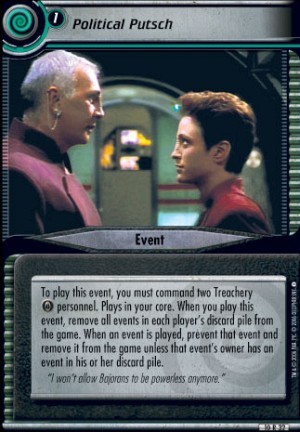 1 Political Putsch
Event
To play this event, you must command two Treachery
personnel. Plays in your core. When you play this
event, remove all events in each player's discard pile
from the game. When an event is played, prevent that event and
remove it from the game unless that event's owner has an
event in his or her discard pile.
"I won't allow Bajorans to be powerless anymore."